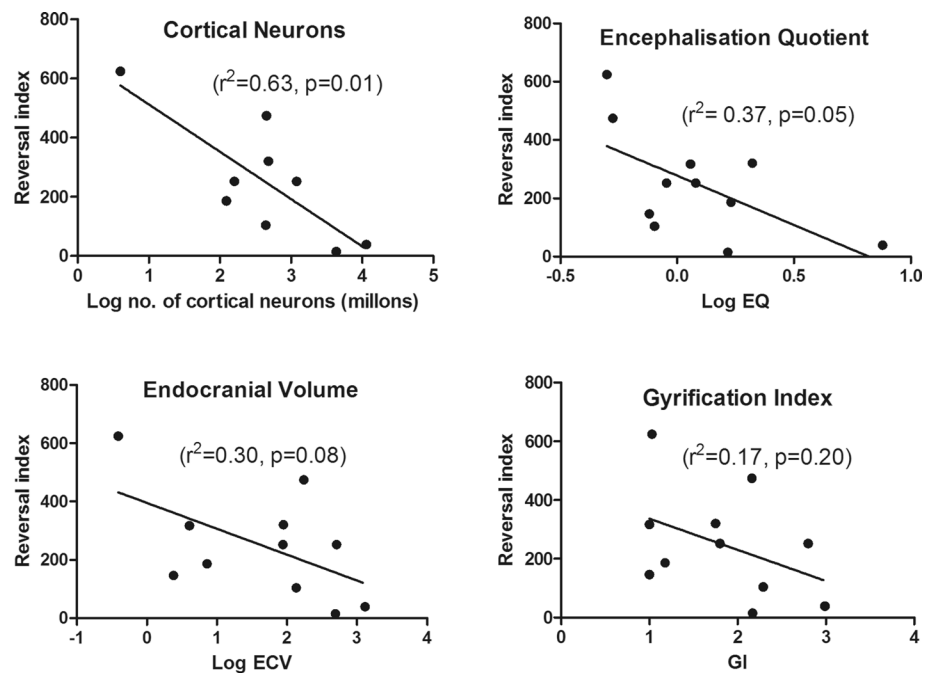 Cortical Neurons
(r²=0.63, p=0.01)
Reversal index
800
600
400
200
0
0 1 2 3 4 5
Log no. of cortical neurons (millons)
Encephalisation Quotient
(r²= 0.37, p=0.05)
Reversal index
800
600
400
200
0
-0.5 0.0 0.5 1.0
Log EQ
Endocranial Volume
(r²=0.30, p=0.08)
Reversal index
800
600
400
200
0
-1 0 1 2 3 4
Log ECV
Gyrification Index
(r²=0.17, p=0.20)
Reversal index
800
600
400
200
0
0 1 2 3 4
GI